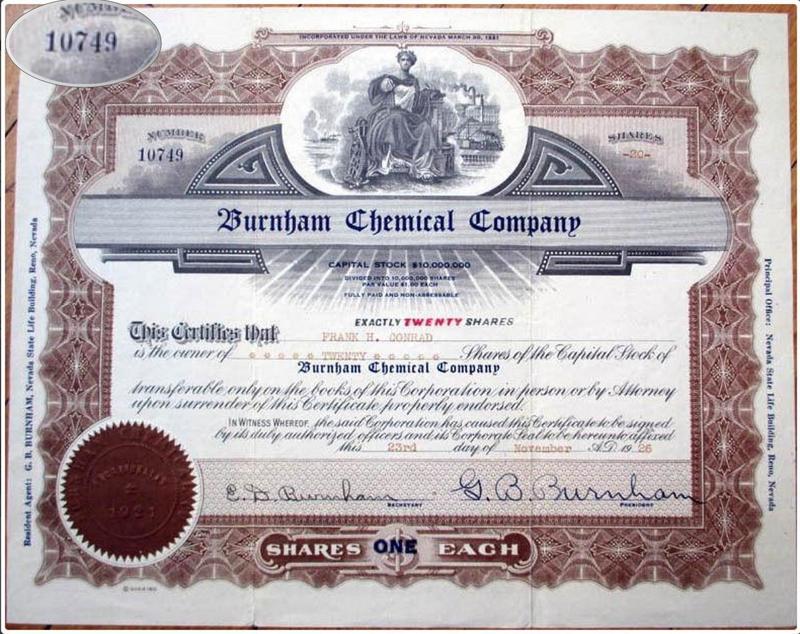 NUMBER
10749
INCORPORATED UNDER THE LAWS OF NEVADA MARCH 30, 1921
NUMBER
10749
SHARES
-20-
Burnham Chemical Company
CAPITAL STOCK $10,000,000
DIVIDED INTO 10,000,000 SHARES
PAR VALUE $1.00 EACH
FULLY PAID AND NON-ASSESSABLE
EXACTLY TWENTY SHARES
This Certifies that FRANK H. CONRAD
is the owner of * * * * * TWENTY * * * * * Shares of the Capital Stock of
Burnham Chemical Company
transferable only on the books of this Corporation in person or by Attorney
upon surrender of this Certificate properly endorsed.
IN WITNESS WHEREOF, the said Corporation has caused this Certificate to be signed
by its duly authorized officers and its Corporate Seal to be hereunto affixed
this 23rd day of November A.D. 1926
E. D. Burnham
SECRETARY
G. B. Burnham
PRESIDENT
SHARES ONE EACH
$
INCORPORATED
1921
Resident Agent: G. B. BURNHAM, Nevada State Life Building, Reno, Nevada
Principal Office: Nevada State Life Building, Reno, Nevada